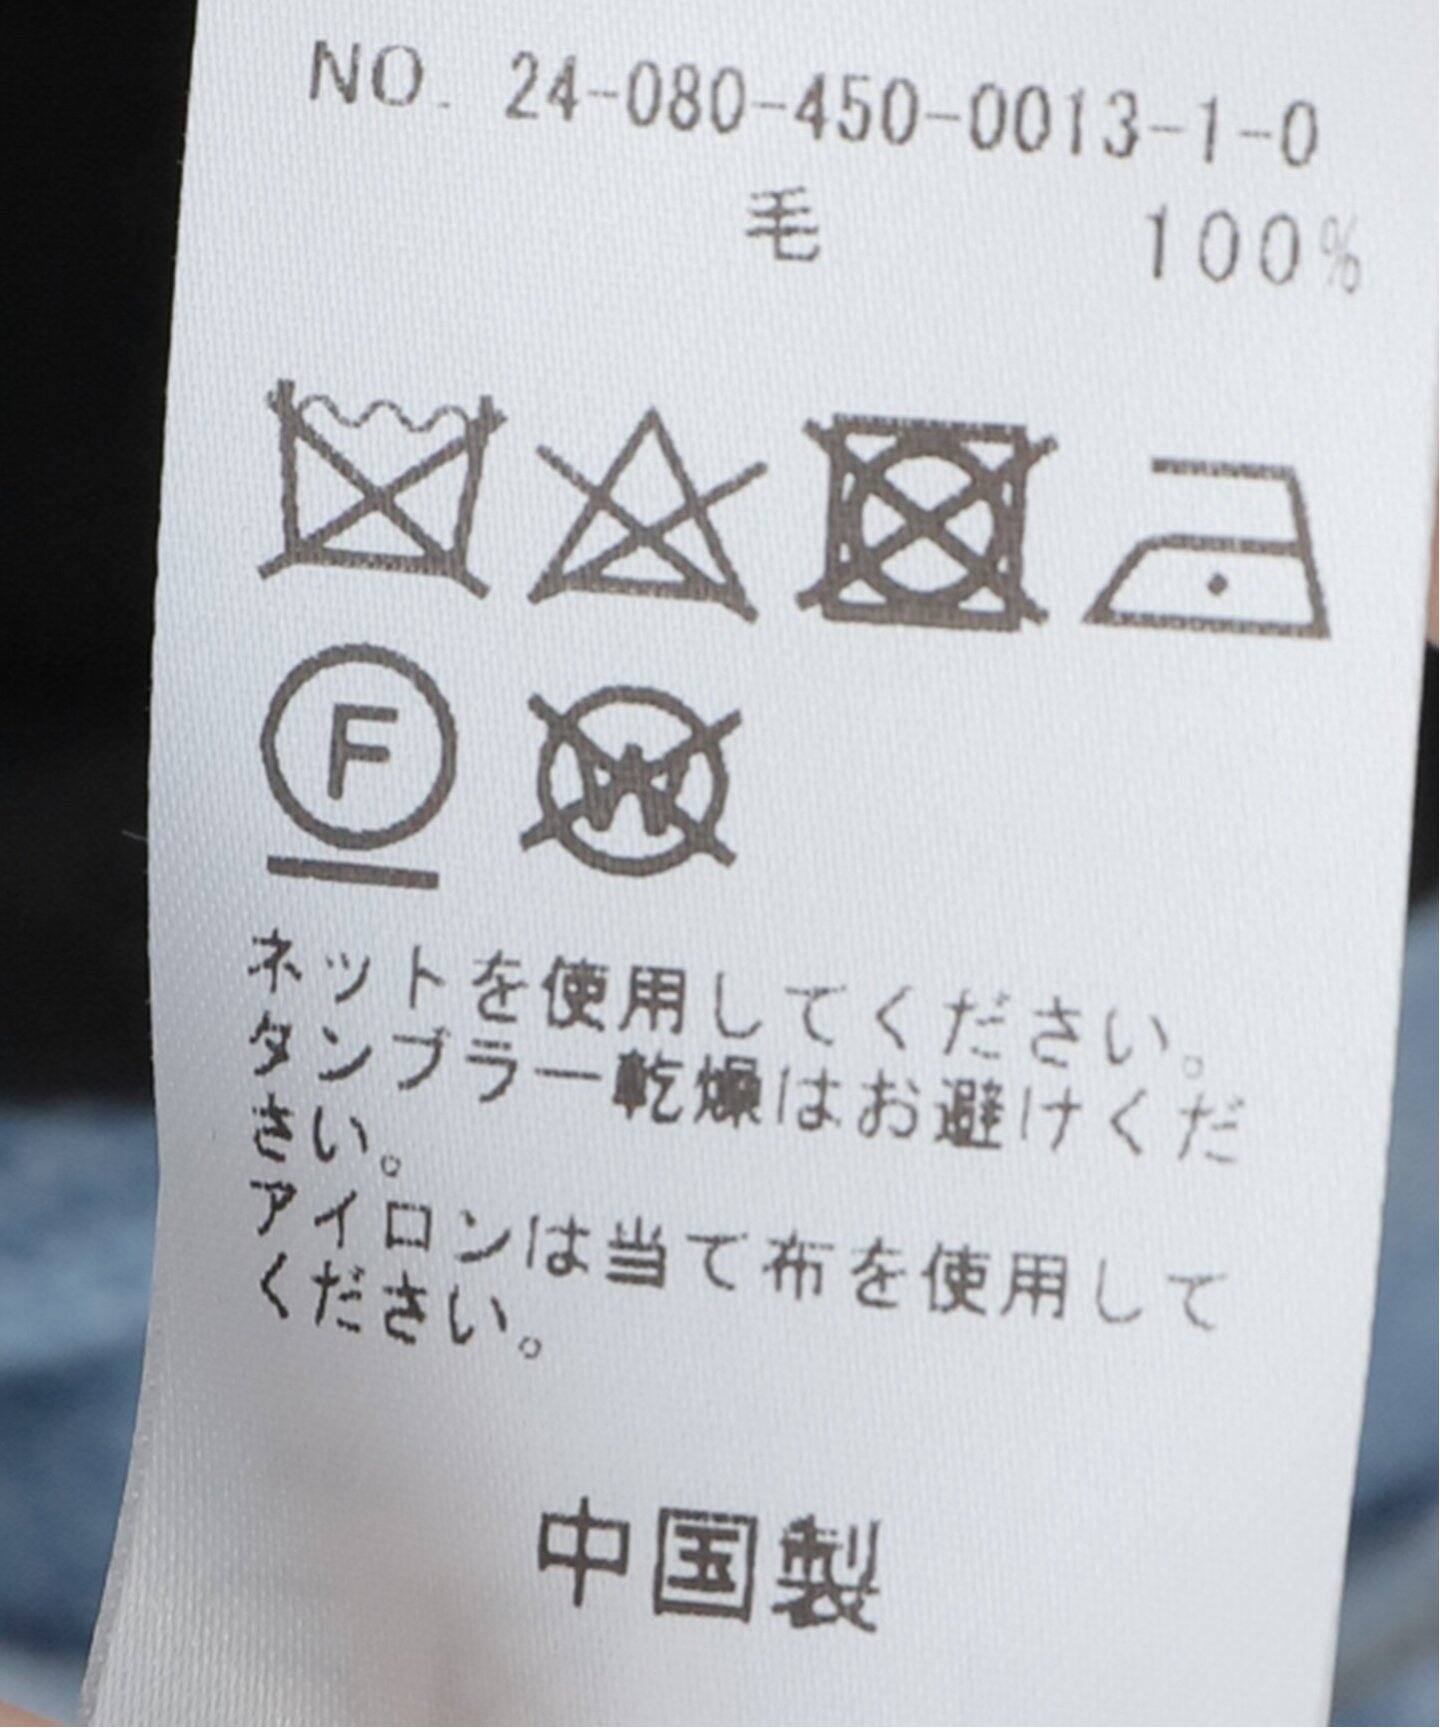 NO. 24-080-450-0013-1-0
毛 100%
F
W
ネットを使用してください。
タンブラー乾燥はお避けくだ
さい。
アイロンは当て布を使用して
ください。
中国製